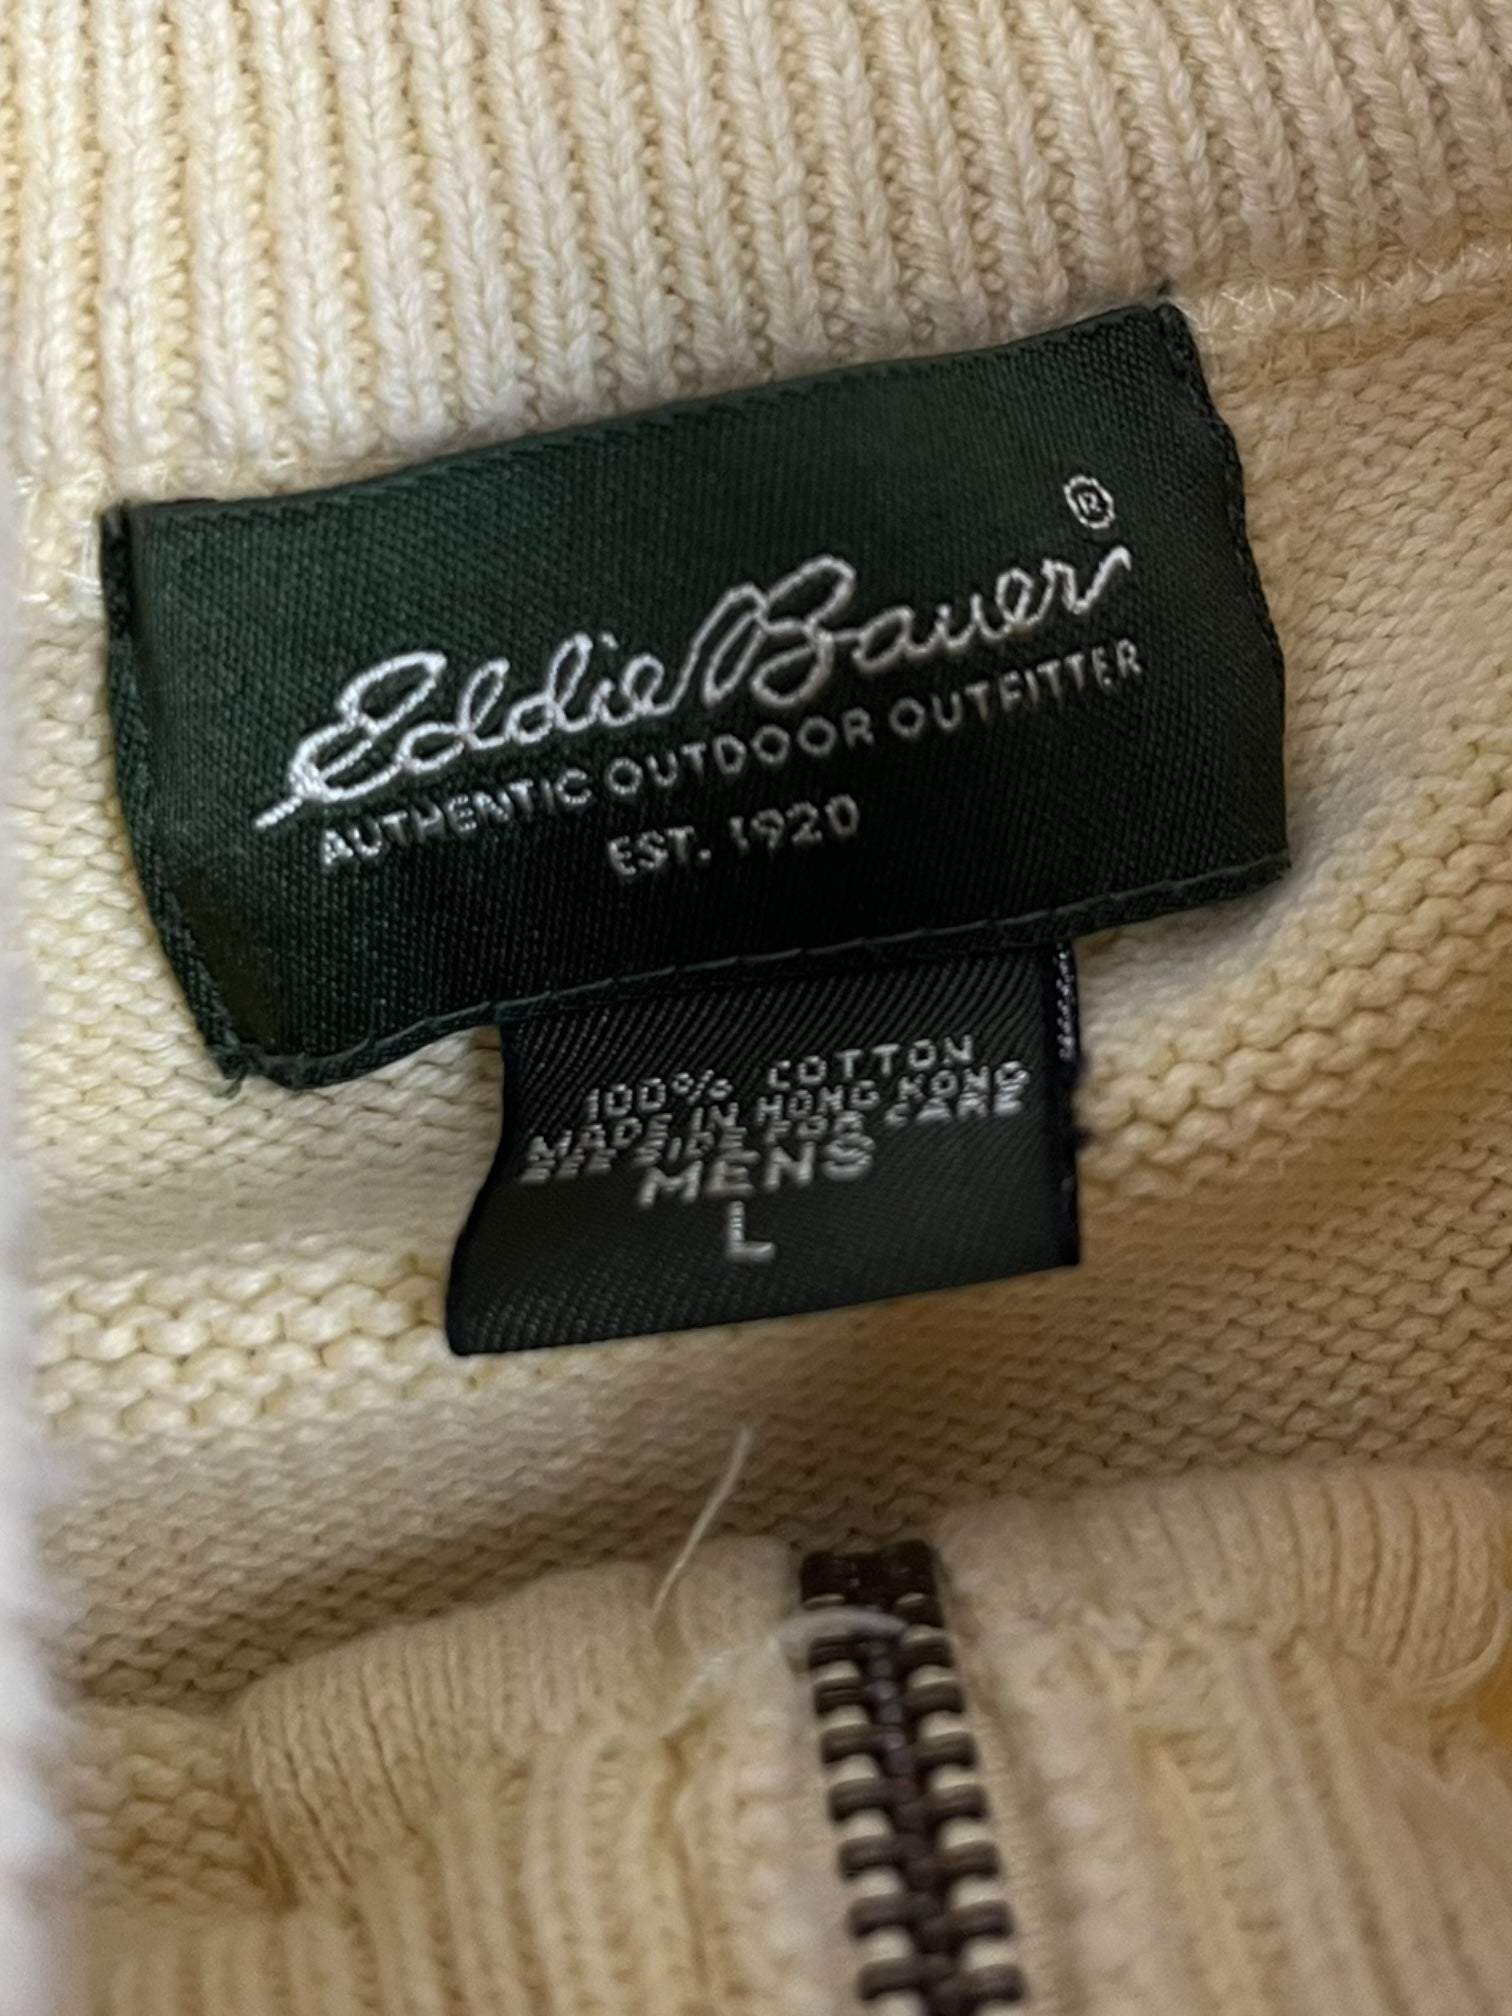 Eddie Bauer®
AUTHENTIC OUTDOOR OUTFITTER
EST. 1920
100% COTTON
MADE IN HONG KONG
SEE SIDE FOR CARE
MENS
L